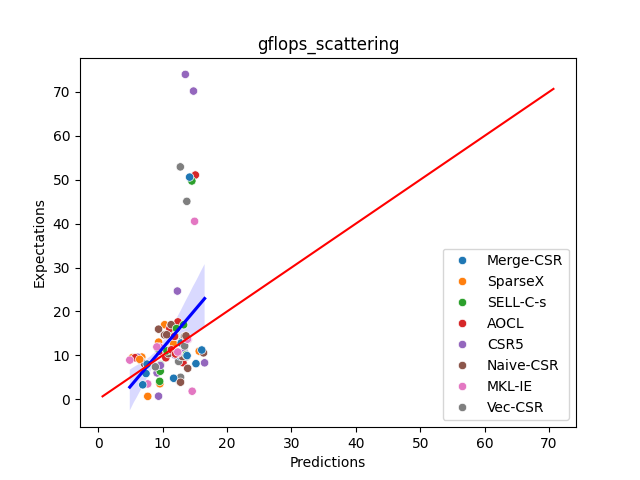 gflops_scattering
Expectations
70
60
50
40
30
20
10
0
0 10 20 30 40 50 60 70
Predictions
Merge-CSR
SparseX
SELL-C-s
AOCL
CSR5
Naive-CSR
MKL-IE
Vec-CSR